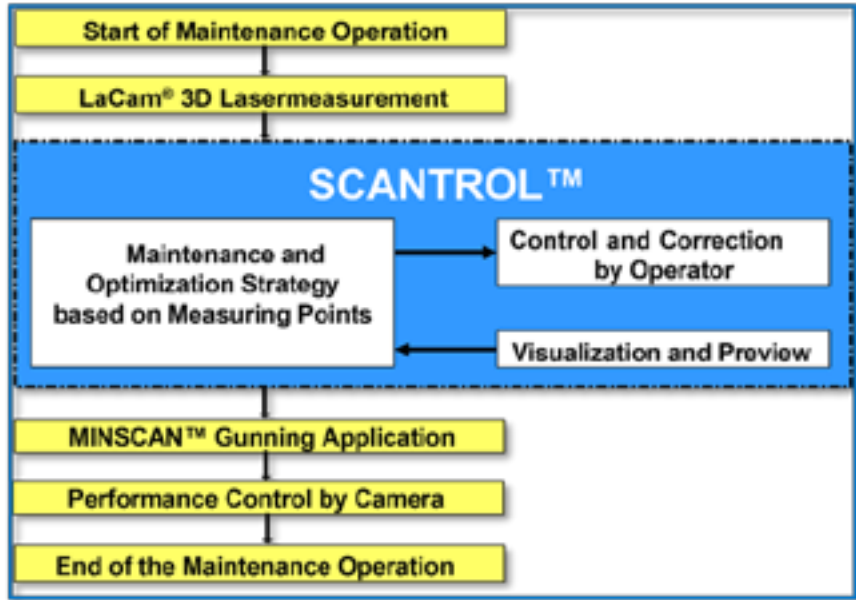 Start of Maintenance Operation
LaCam® 3D Lasermeasurement
SCANTROL™
Maintenance and
Optimization Strategy
based on Measuring Points
Control and Correction
by Operator
Visualization and Preview
MINSCAN™ Gunning Application
Performance Control by Camera
End of the Maintenance Operation